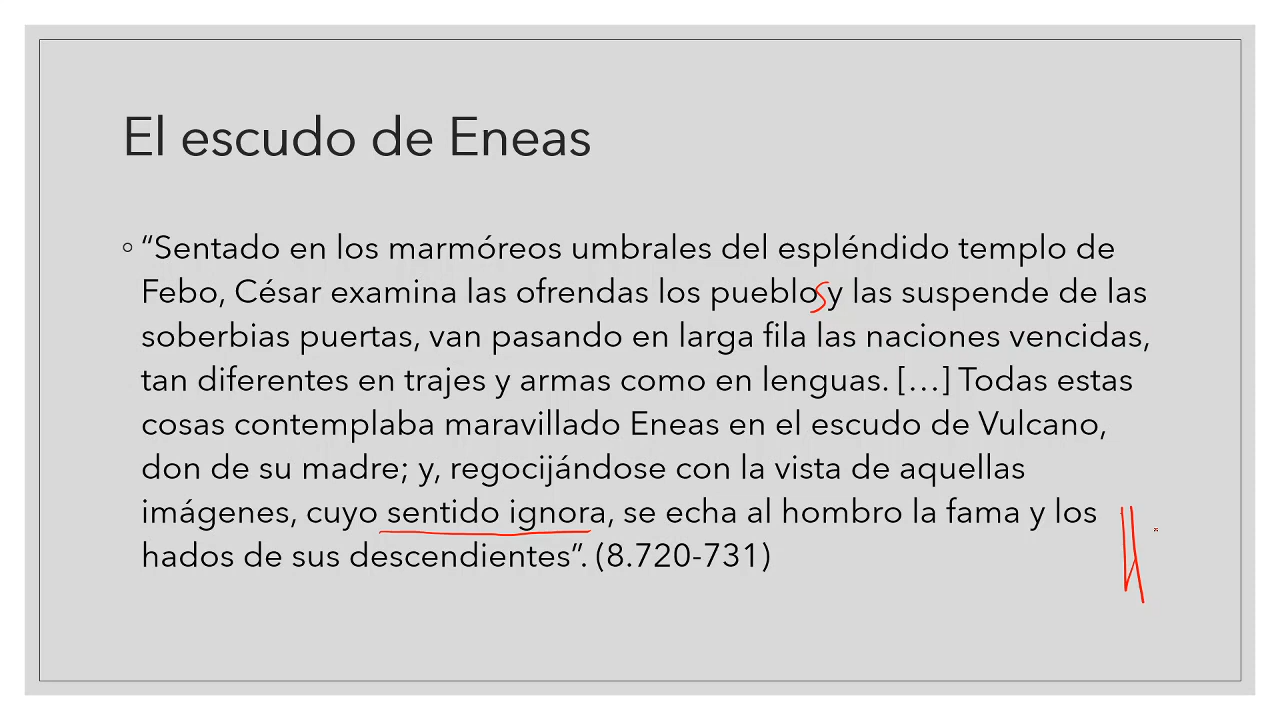 El escudo de Eneas
“Sentado en los marmóreos umbrales del espléndido templo de
Febo, César examina las ofrendas los pueblos y las suspende de las
soberbias puertas, van pasando en larga fila las naciones vencidas,
tan diferentes en trajes y armas como en lenguas. […] Todas estas
cosas contemplaba maravillado Eneas en el escudo de Vulcano,
don de su madre; y, regocijándose con la vista de aquellas
imágenes, cuyo sentido ignora, se echa al hombro la fama y los
hados de sus descendientes”. (8.720-731)